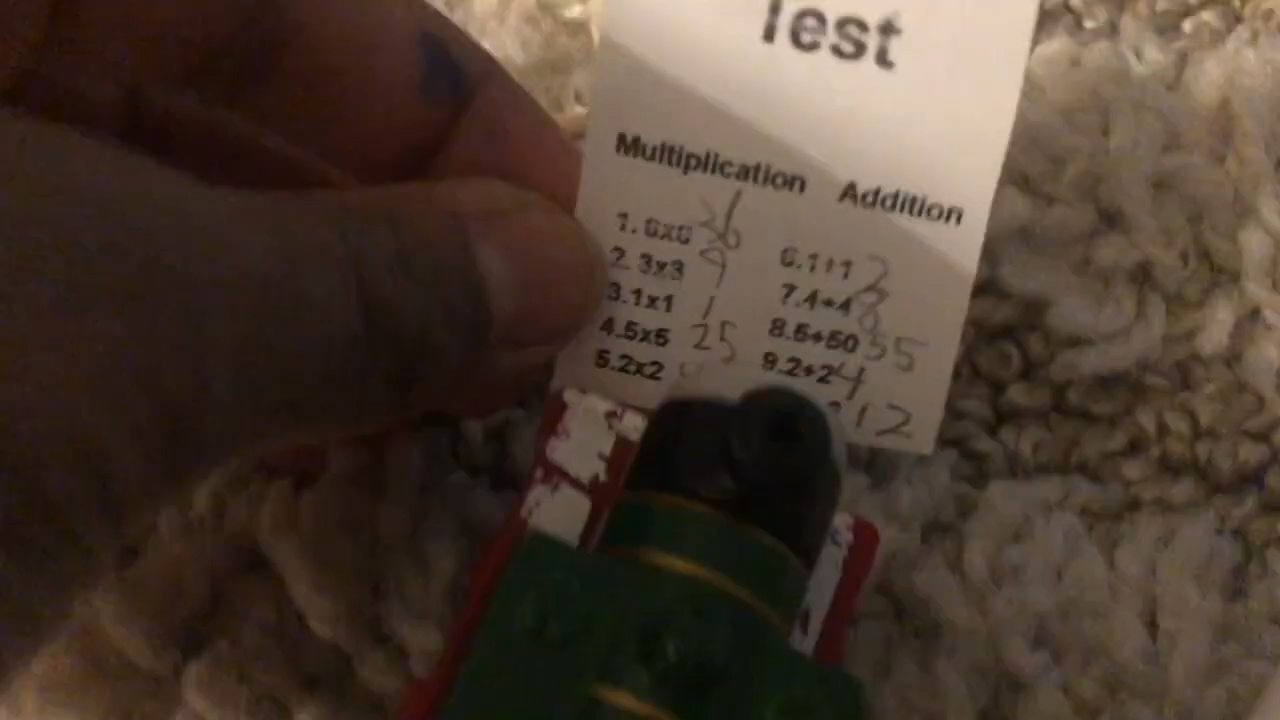 Test
Multiplication Addition
1. 6x6 36
2. 3x3 9
3.1x1 1
4.5x5 25
5.2x2
6.1+1 2
7.4+4 8
8.5+50 55
9.2+2 4
12